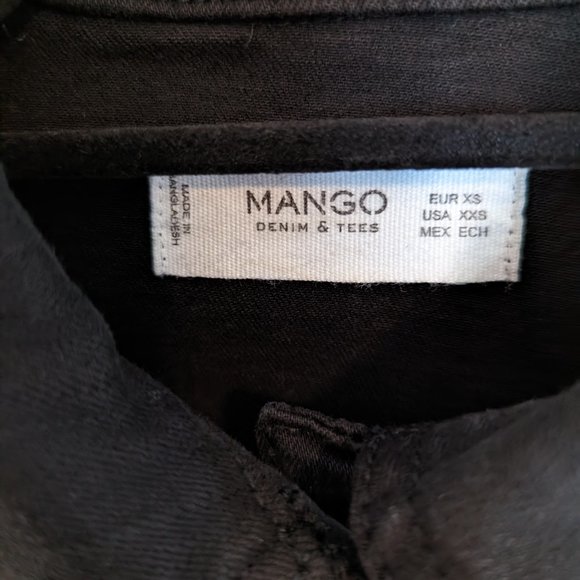 MADE IN
BANGLADESH
MANGO
DENIM & TEES
EUR XS
USA XXS
MEX ECH